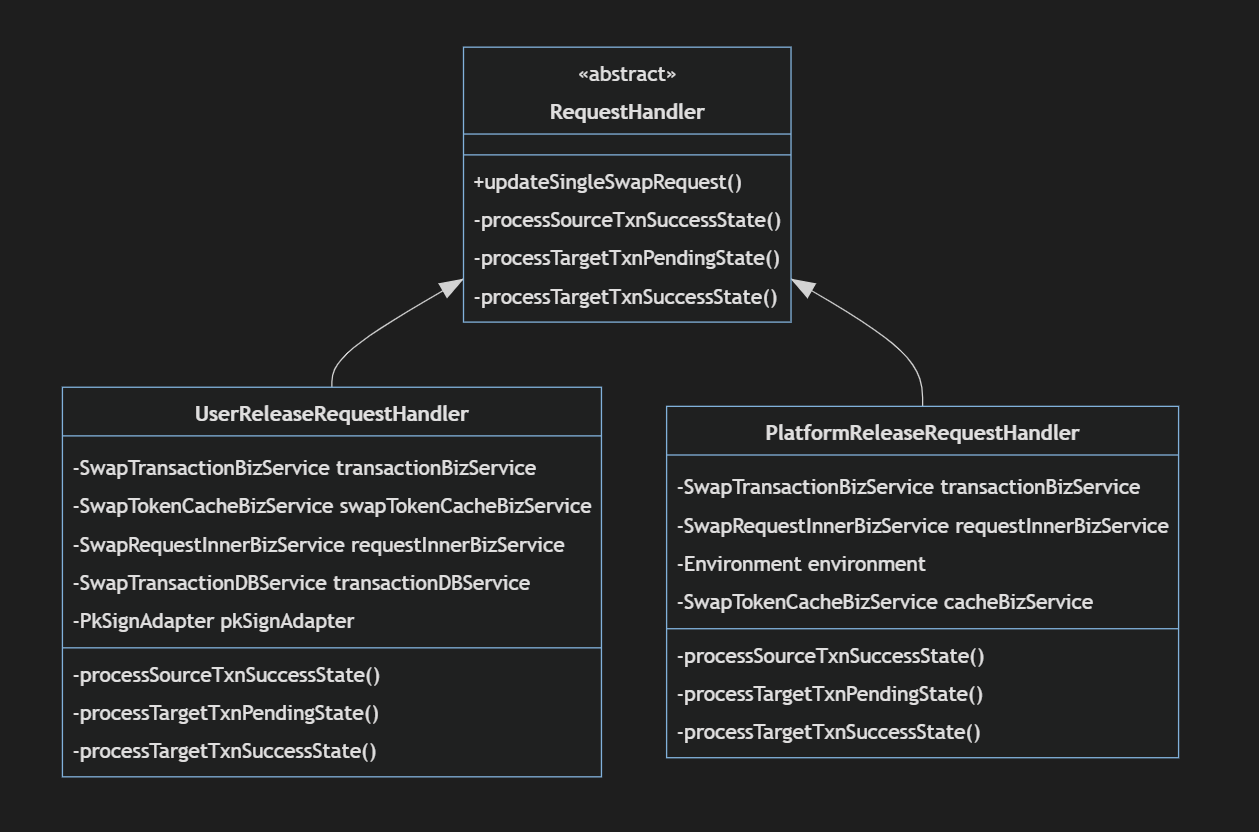 «abstract»
RequestHandler
+updateSingleSwapRequest()
-processSourceTxnSuccessState()
-processTargetTxnPendingState()
-processTargetTxnSuccessState()
UserReleaseRequestHandler
-SwapTransactionBizService transactionBizService
-SwapTokenCacheBizService swapTokenCacheBizService
-SwapRequestInnerBizService requestInnerBizService
-SwapTransactionDBService transactionDBService
-PkSignAdapter pkSignAdapter
-processSourceTxnSuccessState()
-processTargetTxnPendingState()
-processTargetTxnSuccessState()
PlatformReleaseRequestHandler
-SwapTransactionBizService transactionBizService
-SwapRequestInnerBizService requestInnerBizService
-Environment environment
-SwapTokenCacheBizService cacheBizService
-processSourceTxnSuccessState()
-processTargetTxnPendingState()
-processTargetTxnSuccessState()